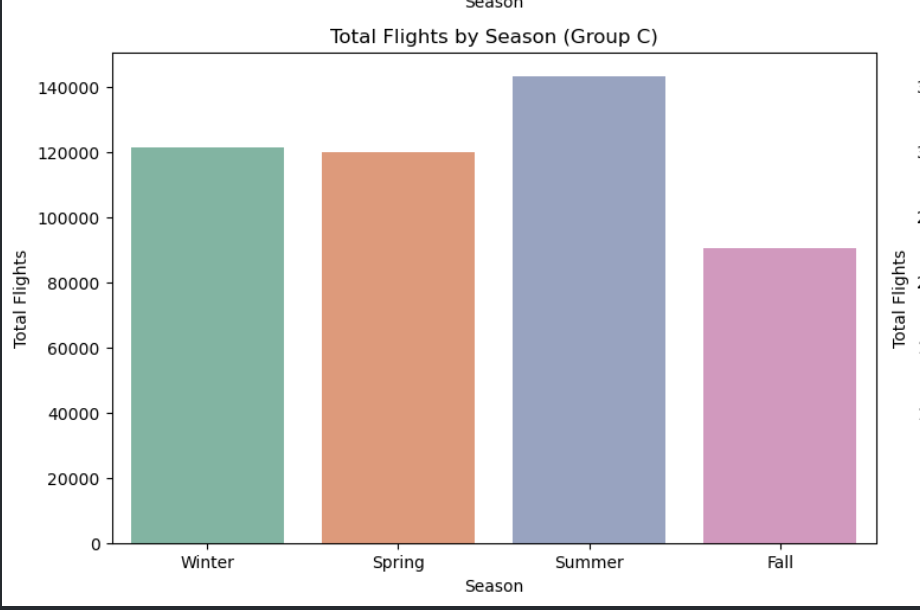 Season
Total Flights by Season (Group C)
140000
120000
100000
80000
60000
40000
20000
0
Total Flights
Winter Spring Summer Fall
Season
Total Flights